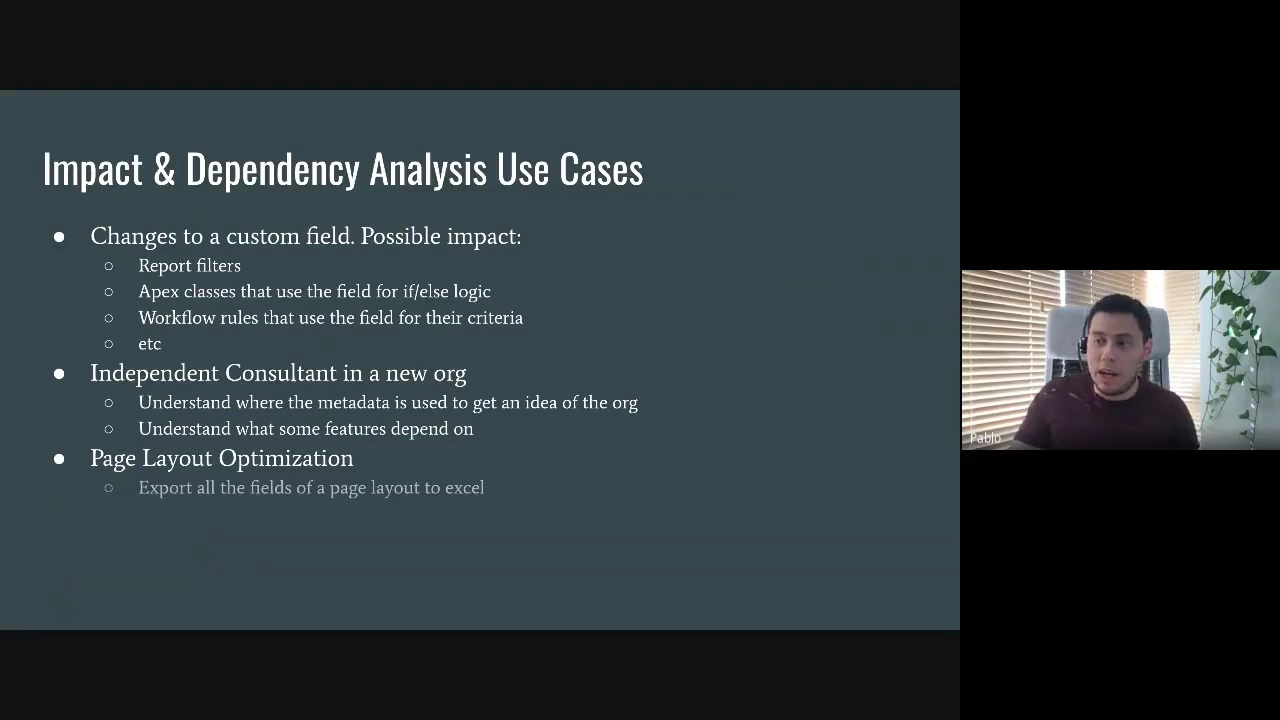 Impact & Dependency Analysis Use Cases
● Changes to a custom field. Possible impact:
○ Report filters
○ Apex classes that use the field for if/else logic
○ Workflow rules that use the field for their criteria
○ etc
● Independent Consultant in a new org
○ Understand where the metadata is used to get an idea of the org
○ Understand what some features depend on
● Page Layout Optimization
○ Export all the fields of a page layout to excel
Pablo